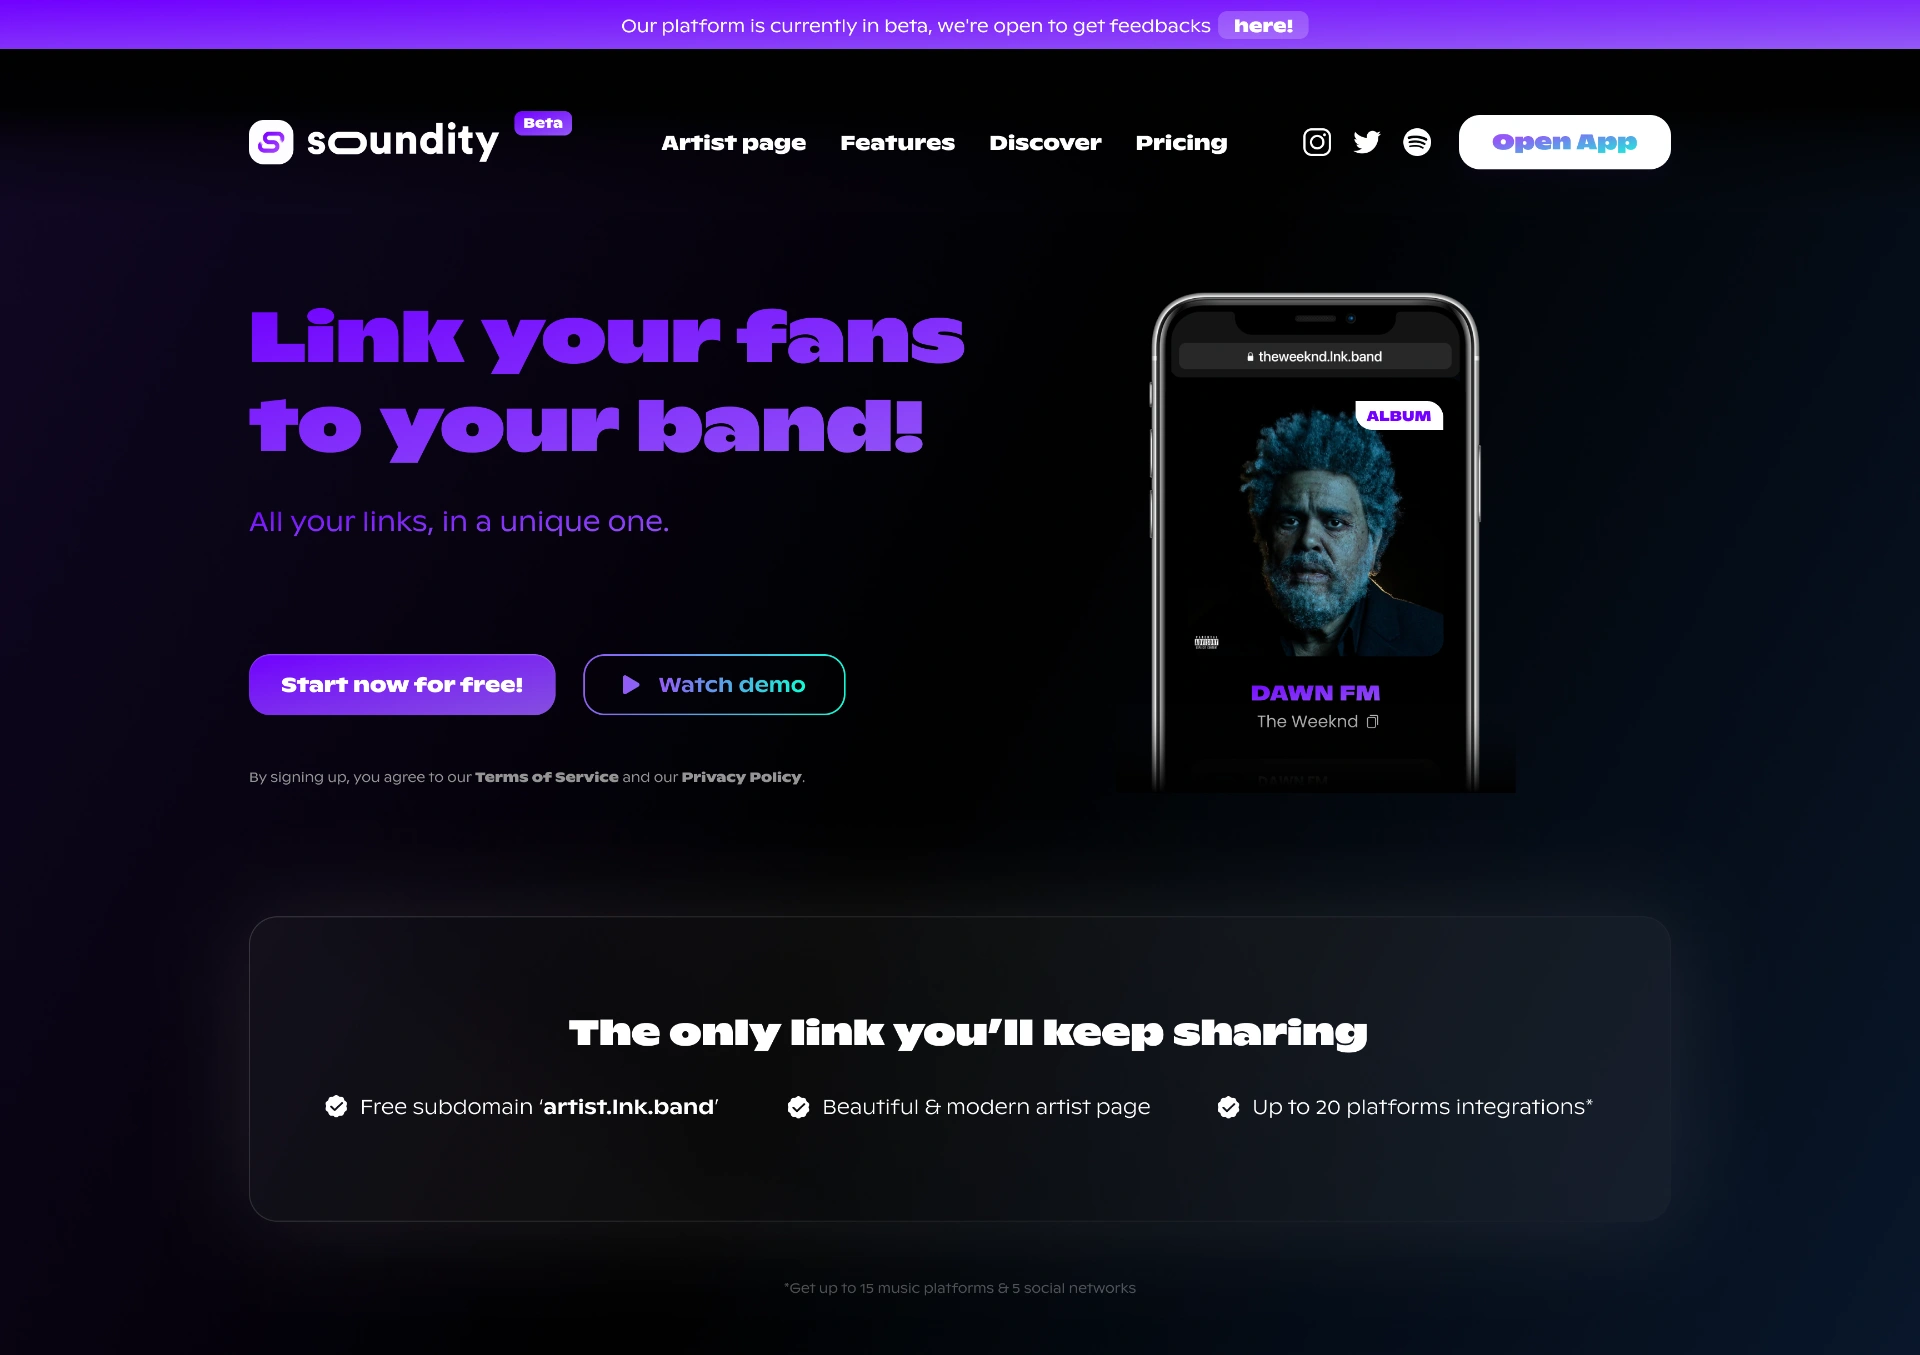 Our platform is currently in beta, we're open to get feedbacks here!
soundity Beta
Artist page Features Discover Pricing Open App
Link your fans
to your band!
All your links, in a unique one.
Start now for free! Watch demo
By signing up, you agree to our Terms of Service and our Privacy Policy.
theweeknd.lnk.band
ALBUM
ADVISORY
DAWN FM
The Weeknd
DAWN FM
The only link you’ll keep sharing
Free subdomain ‘artist.lnk.band’ Beautiful & modern artist page Up to 20 platforms integrations*
*Get up to 15 music platforms & 5 social networks